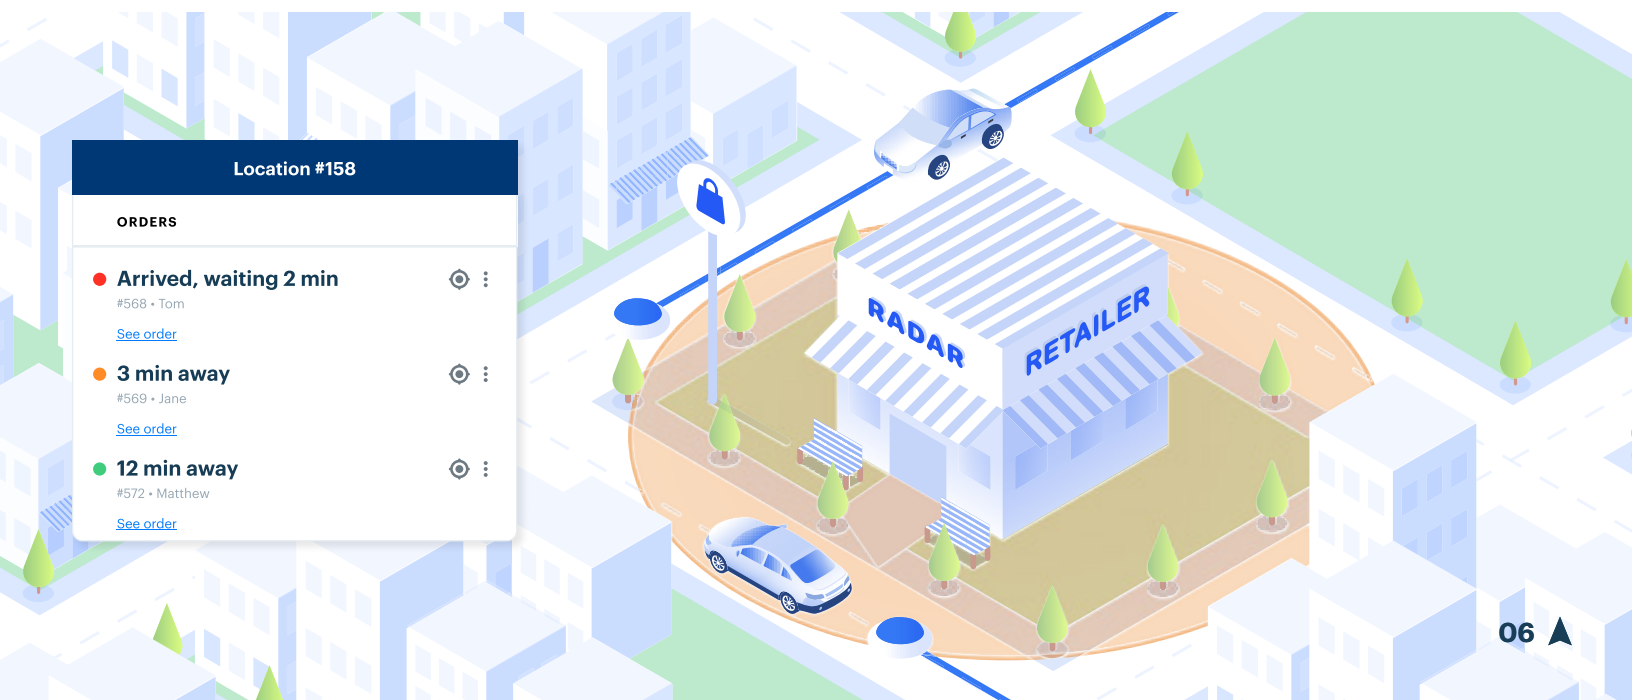 Location #158
ORDERS
Arrived, waiting 2 min
#568 • Tom
See order
3 min away
#569 • Jane
See order
12 min away
#572 • Matthew
See order
RADAR
RETAILER
06